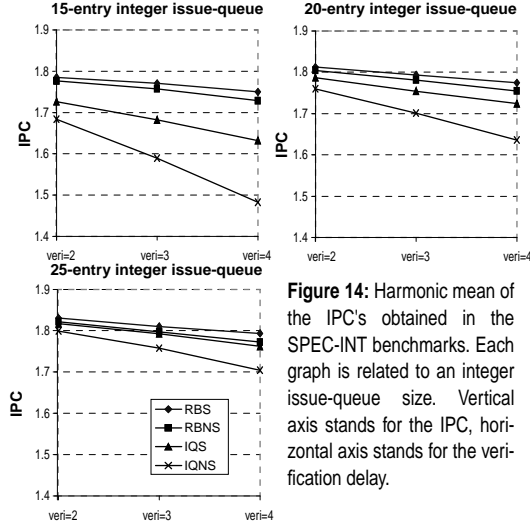 15-entry integer issue-queue
1.9
1.8
1.7
1.6
1.5
1.4
IPC
veri=2 veri=3 veri=4
20-entry integer issue-queue
1.9
1.8
1.7
1.6
1.5
1.4
IPC
veri=2 veri=3 veri=4
25-entry integer issue-queue
1.9
1.8
1.7
1.6
1.5
1.4
IPC
RBS
RBNS
IQS
IQNS
veri=2 veri=3 veri=4
Figure 14: Harmonic mean of
the IPC's obtained in the
SPEC-INT benchmarks. Each
graph is related to an integer
issue-queue size. Vertical
axis stands for the IPC, hori-
zontal axis stands for the veri-
fication delay.